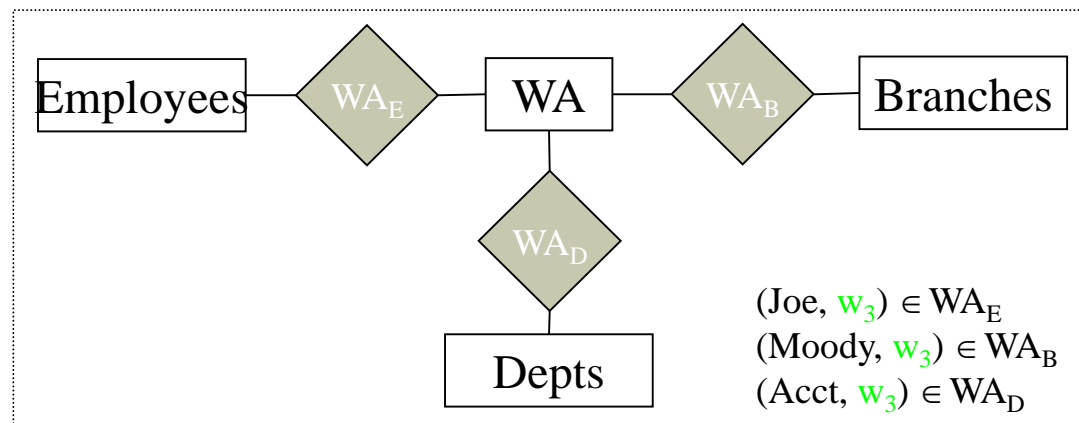 Employees WA_E WA WA_B Branches
WA_D
Depts
(Joe, w_3) ∈ WA_E
(Moody, w_3) ∈ WA_B
(Acct, w_3) ∈ WA_D